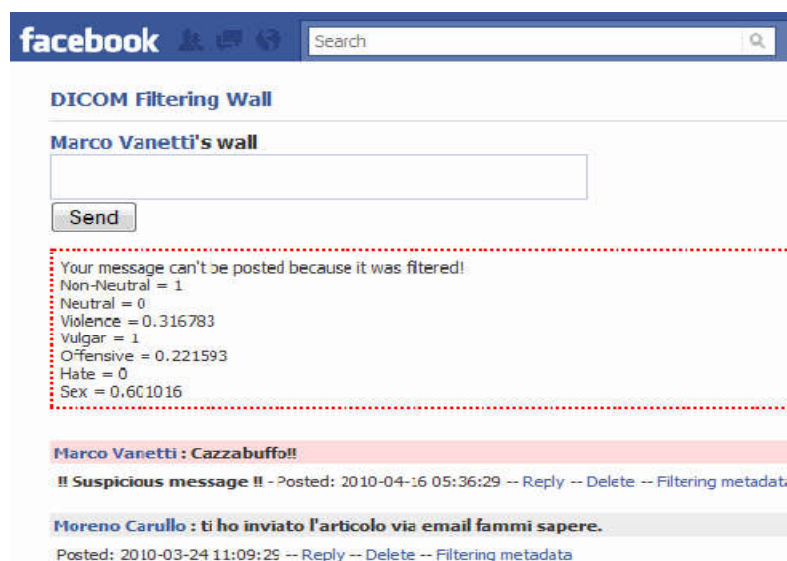 facebook Search
DICOM Filtering Wall
Marco Vanetti's wall
Send
Your message can't be posted because it was filtered!
Non-Neutral = 1
Neutral = 0
Violence = 0.316783
Vulgar = 1
Offensive = 0.221593
Hate = 0
Sex = 0.601016
Marco Vanetti : Cazzabuffo!!
!! Suspicious message !! - Posted: 2010-04-16 05:36:29 -- Reply -- Delete -- Filtering metadata
Moreno Carullo : ti ho inviato l'articolo via email fammi sapere.
Posted: 2010-03-24 11:09:29 -- Reply -- Delete -- Filtering metadata